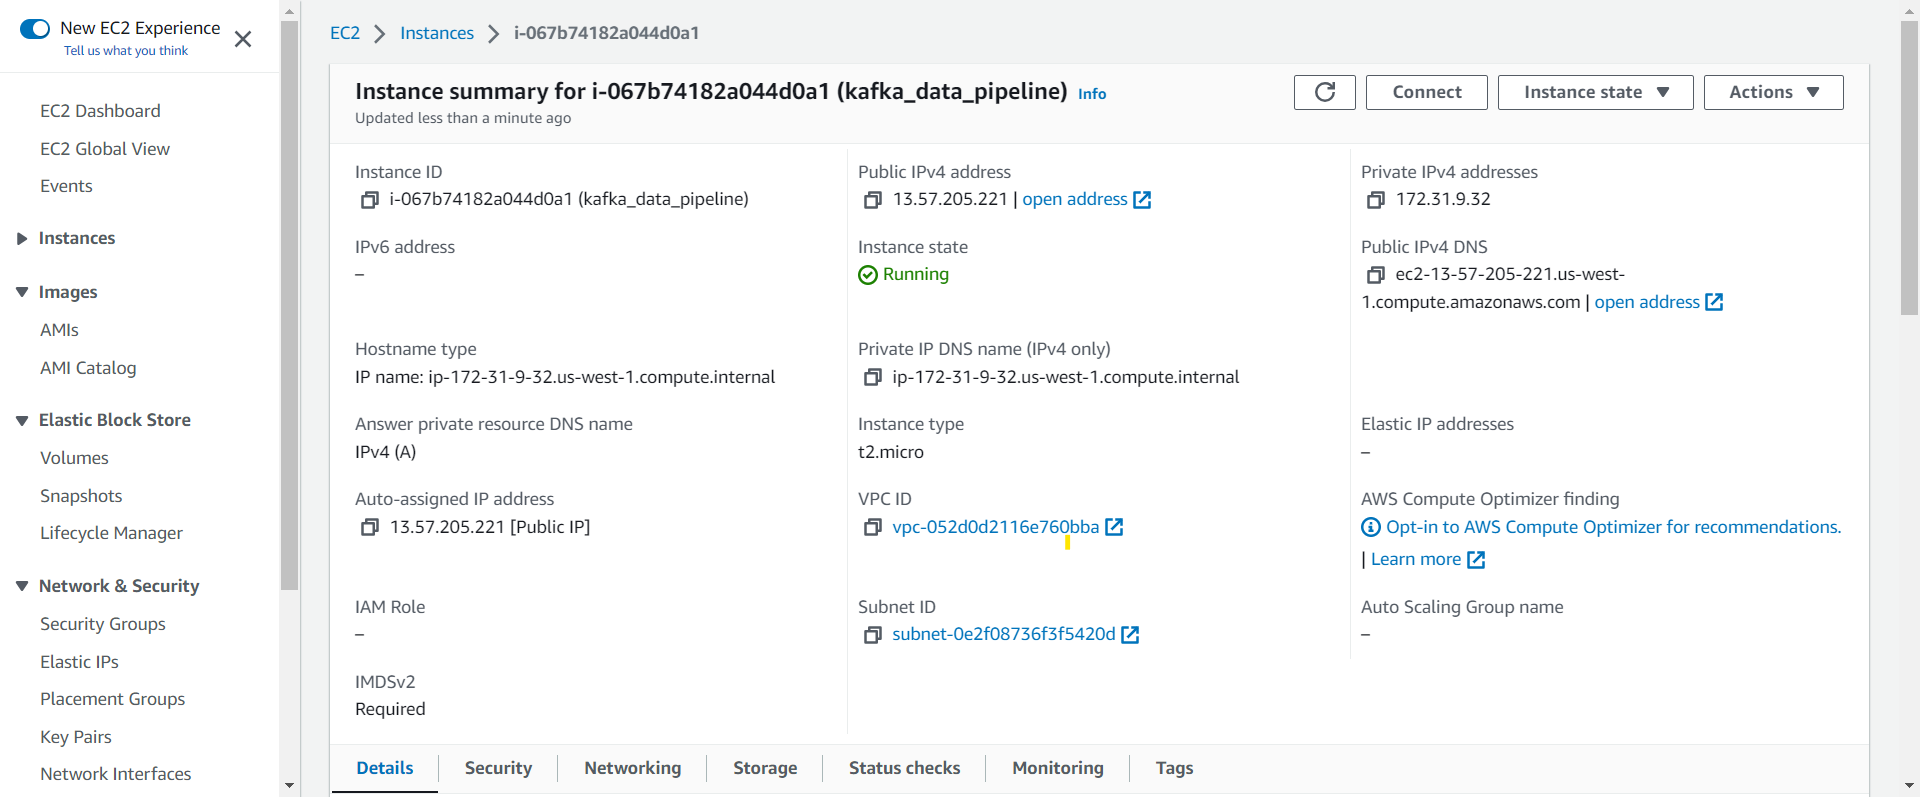 New EC2 Experience
Tell us what you think
EC2 Dashboard
EC2 Global View
Events
Instances
Images
AMIs
AMI Catalog
Elastic Block Store
Volumes
Snapshots
Lifecycle Manager
Network & Security
Security Groups
Elastic IPs
Placement Groups
Key Pairs
Network Interfaces
EC2 > Instances > i-067b74182a044d0a1
Instance summary for i-067b74182a044d0a1 (kafka_data_pipeline) Info
Updated less than a minute ago
Connect
Instance state
Actions
Instance ID
i-067b74182a044d0a1 (kafka_data_pipeline)
Public IPv4 address
13.57.205.221 | open address
Private IPv4 addresses
172.31.9.32
IPv6 address
–
Instance state
Running
Public IPv4 DNS
ec2-13-57-205-221.us-west-
1.compute.amazonaws.com | open address
Hostname type
IP name: ip-172-31-9-32.us-west-1.compute.internal
Private IP DNS name (IPv4 only)
ip-172-31-9-32.us-west-1.compute.internal
Answer private resource DNS name
IPv4 (A)
Instance type
t2.micro
Elastic IP addresses
–
Auto-assigned IP address
13.57.205.221 [Public IP]
VPC ID
vpc-052d0d2116e760bba
AWS Compute Optimizer finding
Opt-in to AWS Compute Optimizer for recommendations.
| Learn more
IAM Role
–
Subnet ID
subnet-0e2f08736f3f5420d
Auto Scaling Group name
–
IMDSv2
Required
Details
Security
Networking
Storage
Status checks
Monitoring
Tags